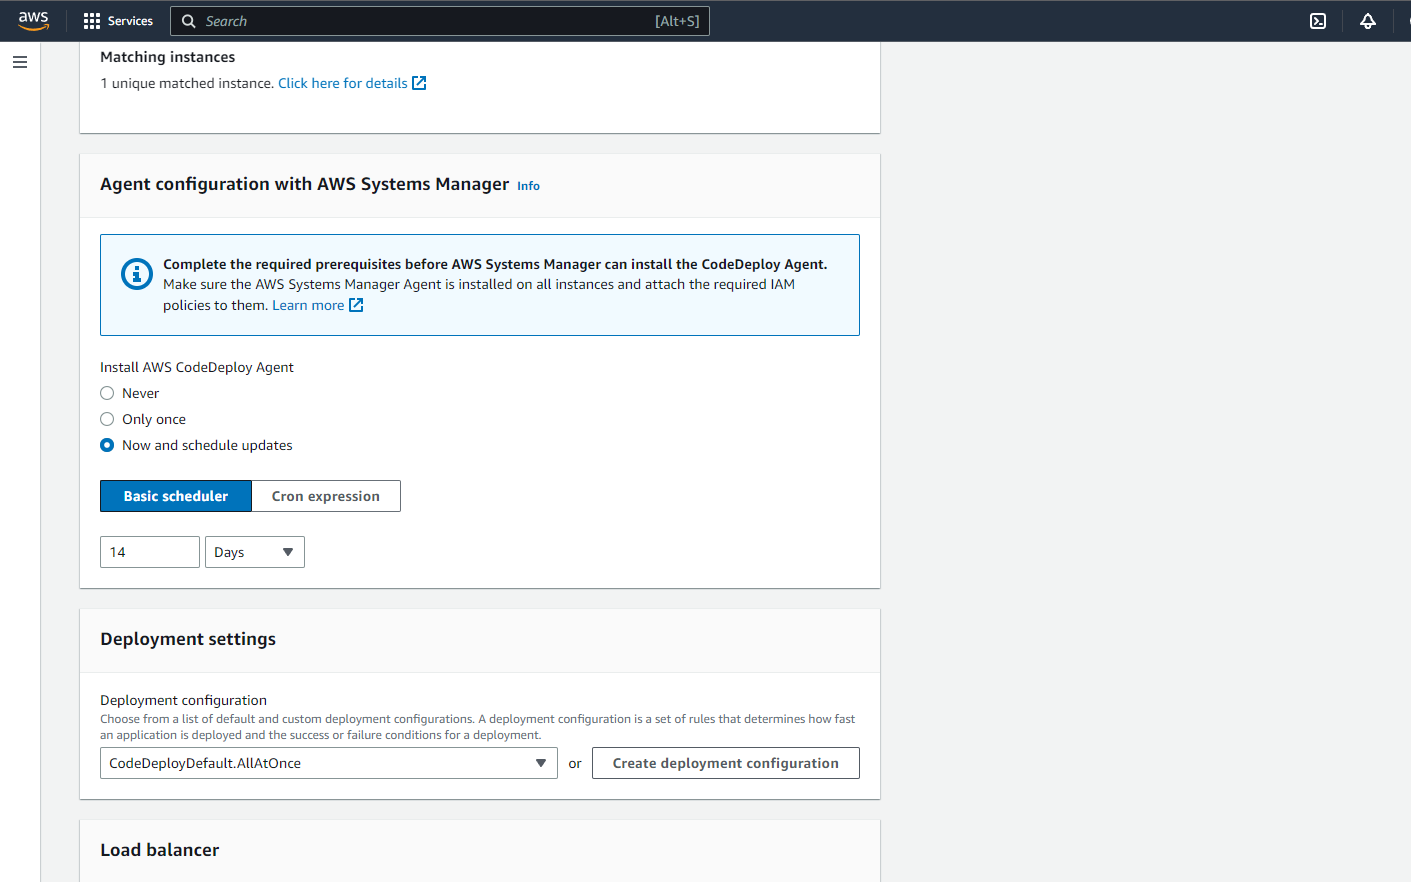 aws
Services
Search
[Alt+S]
Matching instances
1 unique matched instance. Click here for details
Agent configuration with AWS Systems Manager Info
Complete the required prerequisites before AWS Systems Manager can install the CodeDeploy Agent.
Make sure the AWS Systems Manager Agent is installed on all instances and attach the required IAM
policies to them. Learn more
Install AWS CodeDeploy Agent
Never
Only once
Now and schedule updates
Basic scheduler
Cron expression
14
Days
Deployment settings
Deployment configuration
Choose from a list of default and custom deployment configurations. A deployment configuration is a set of rules that determines how fast
an application is deployed and the success or failure conditions for a deployment.
CodeDeployDefault.AllAtOnce
or
Create deployment configuration
Load balancer